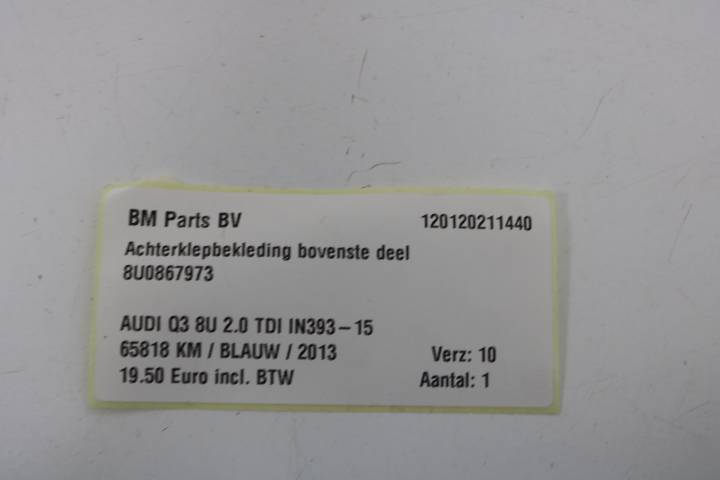 BM Parts BV 120120211440
Achterklepbekleding bovenste deel
8U0867973
AUDI Q3 8U 2.0 TDI IN393-15
65818 KM / BLAUW / 2013 Verz: 10
19.50 Euro incl. BTW Aantal: 1